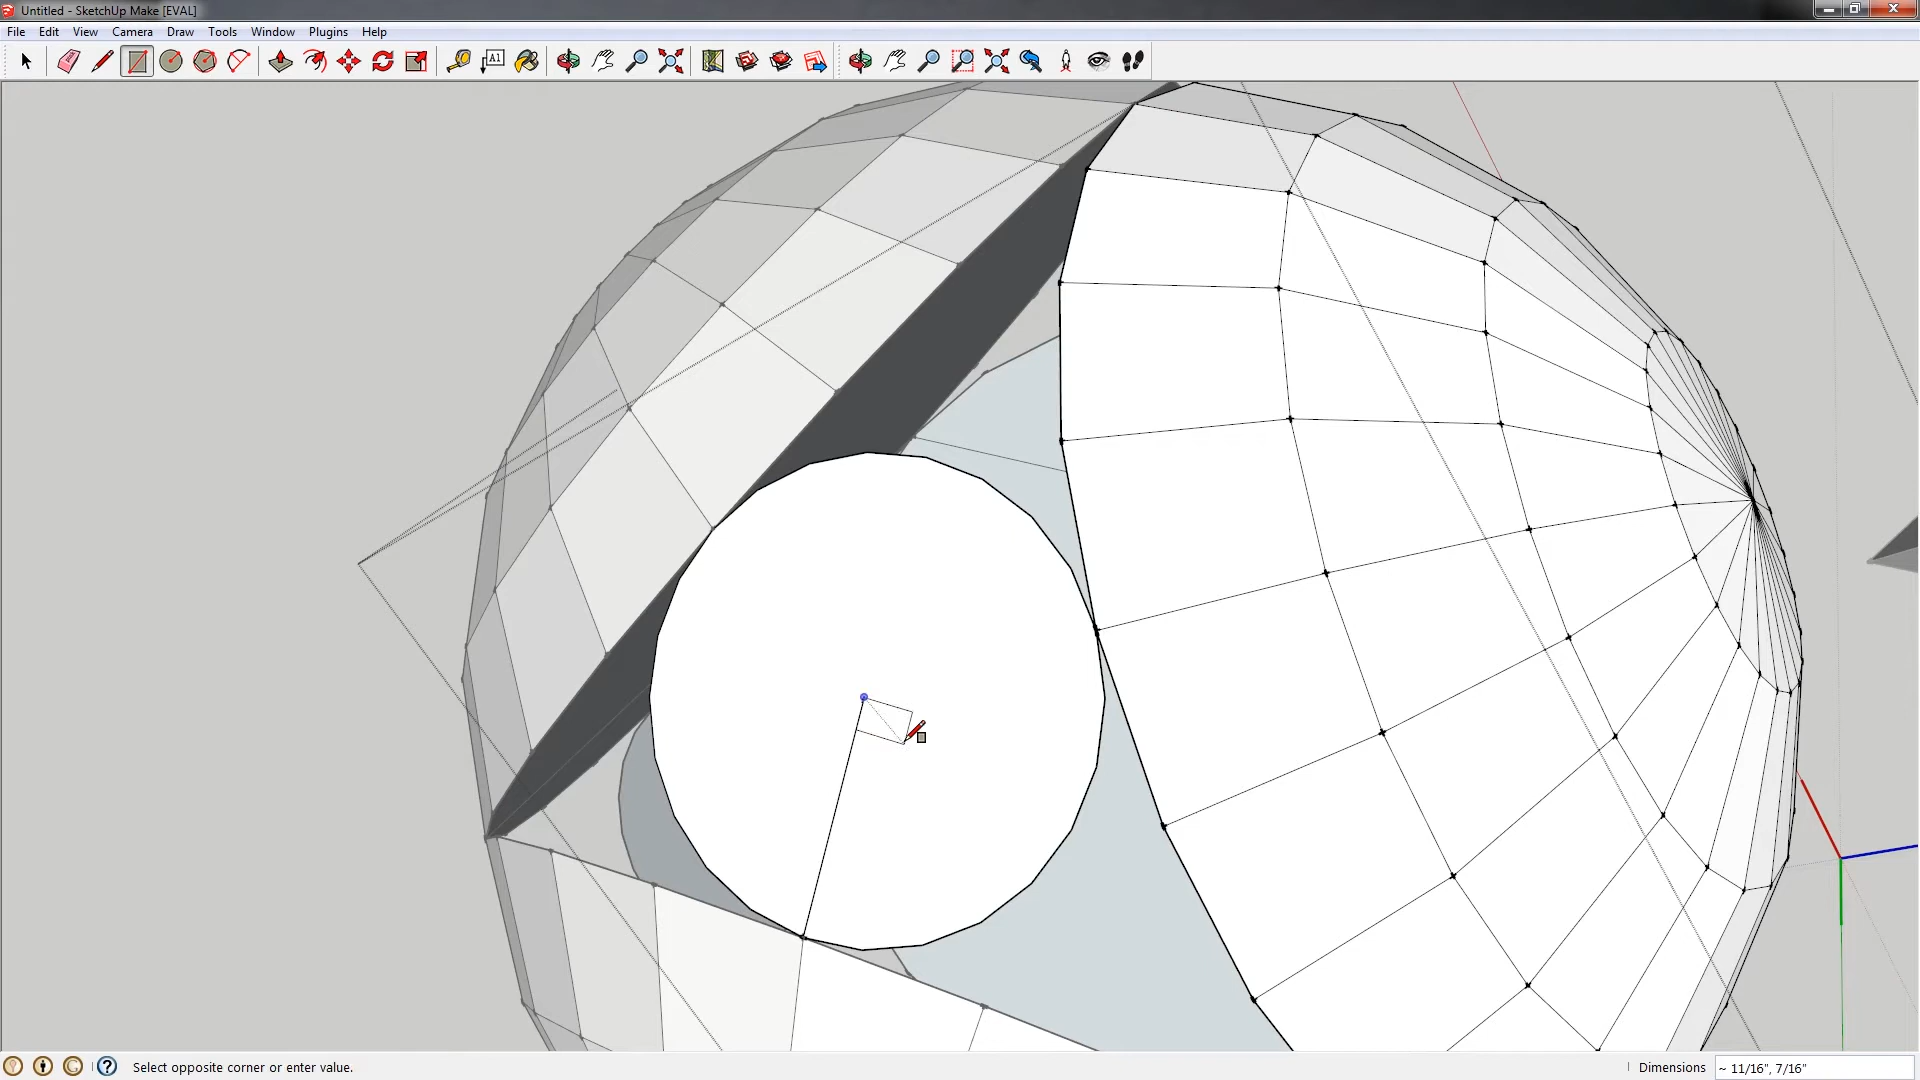 Untitled - SketchUp Make [EVAL]
File Edit View Camera Draw Tools Window Plugins Help
A1
Select opposite corner or enter value.
Dimensions ~ 11/16", 7/16"